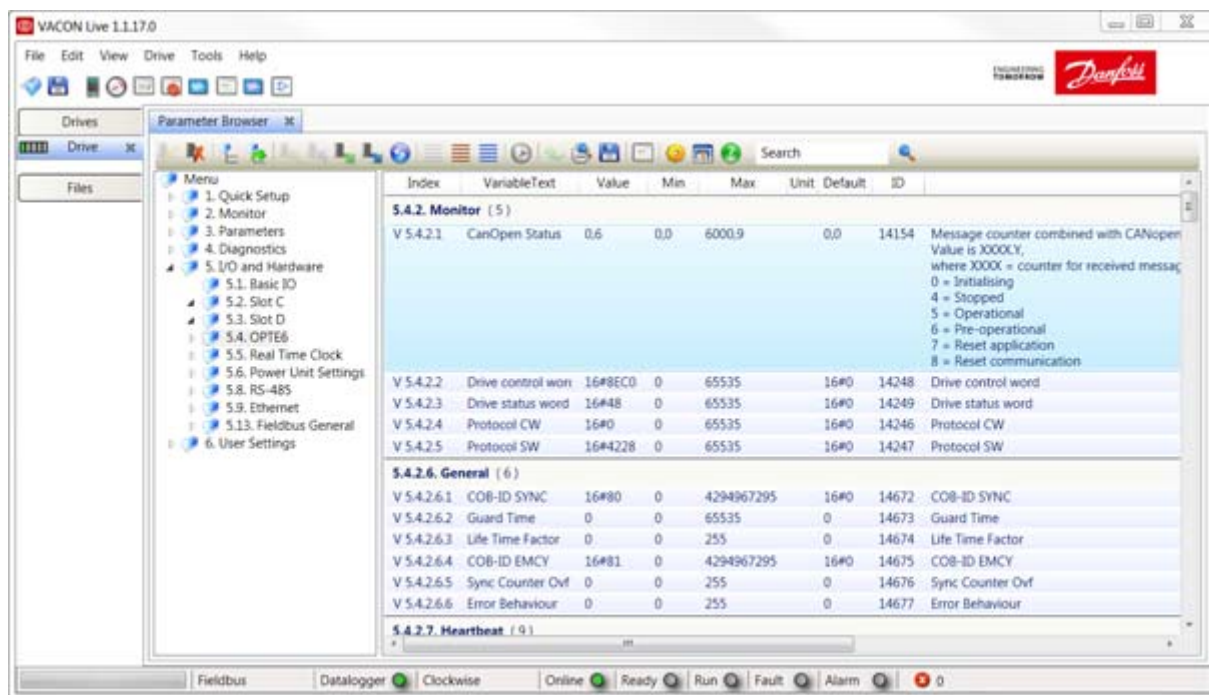 VACON Live 1.1.17.0
File Edit View Drive Tools Help
ENGINEERING
TOMORROW
Danfoss
Drives
Drive
Files
Parameter Browser
Search
Menu
1. Quick Setup
2. Monitor
3. Parameters
4. Diagnostics
5. I/O and Hardware
5.1. Basic IO
5.2. Slot C
5.3. Slot D
5.4. OPTE6
5.5. Real Time Clock
5.6. Power Unit Settings
5.8. RS-485
5.9. Ethernet
5.13. Fieldbus General
6. User Settings
Index VariableText Value Min Max Unit Default ID
5.4.2. Monitor (5)
V 5.4.2.1 CanOpen Status 0,6 0,0 6000,9 0,0 14154 Message counter combined with CANopen
Value is XXXX,Y,
where XXXX = counter for received messag
0 = Initialising
4 = Stopped
5 = Operational
6 = Pre-operational
7 = Reset application
8 = Reset communication
V 5.4.2.2 Drive control wor 16#8EC0 0 65535 16#0 14248 Drive control word
V 5.4.2.3 Drive status word 16#48 0 65535 16#0 14249 Drive status word
V 5.4.2.4 Protocol CW 16#0 0 65535 16#0 14246 Protocol CW
V 5.4.2.5 Protocol SW 16#4228 0 65535 16#0 14247 Protocol SW
5.4.2.6. General (6)
V 5.4.2.6.1 COB-ID SYNC 16#80 0 4294967295 16#0 14672 COB-ID SYNC
V 5.4.2.6.2 Guard Time 0 0 65535 0 14673 Guard Time
V 5.4.2.6.3 Life Time Factor 0 0 255 0 14674 Life Time Factor
V 5.4.2.6.4 COB-ID EMCY 16#81 0 4294967295 16#0 14675 COB-ID EMCY
V 5.4.2.6.5 Sync Counter Ovf 0 0 255 0 14676 Sync Counter Ovf
V 5.4.2.6.6 Error Behaviour 0 0 255 0 14677 Error Behaviour
5.4.2.7. Heartbeat (9)
Fieldbus Datalogger Clockwise Online Ready Run Fault Alarm 0